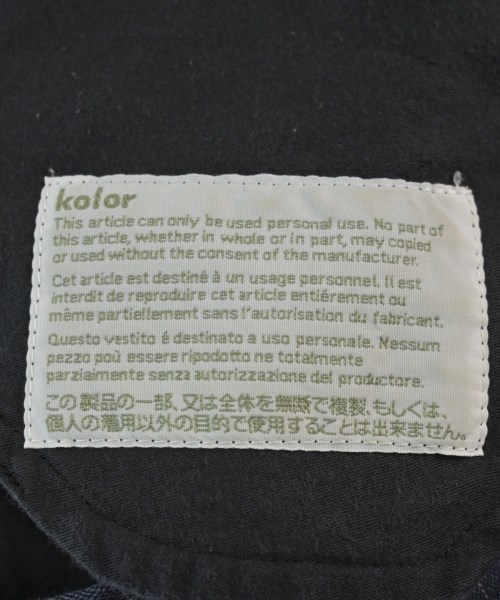 kolor
This article can only be used personal use. No part of
this article, whether in whole or in part, may copied
or used without the consent of the manufacturer.
Cet article est destiné à un usage personnel. Il est
interdit de reproduire cet article entiérement ou
même partiellement sans l'autorisation du fabricant.
Questo vestito é destinato a uso personale. Nessum
pezzo poù essere ripodotto ne totalmente
parziaimente senza autorizzazione del productore.
この製品の一部、又は全体を無断で複製、もしくは、
個人の着用以外の目的で使用することは出来ません。